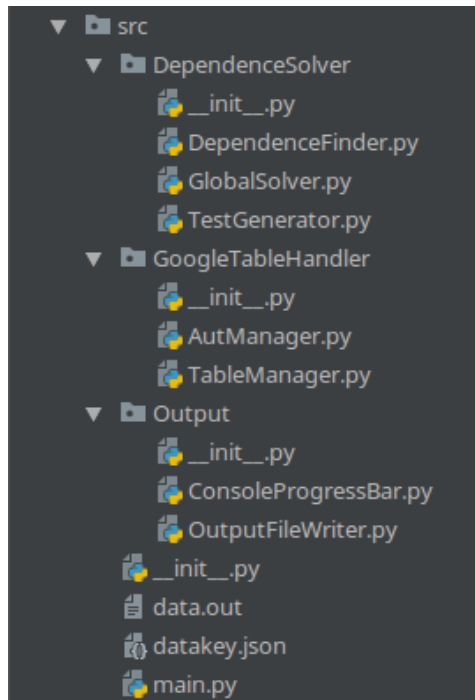 src
DependenceSolver
__init__.py
DependenceFinder.py
GlobalSolver.py
TestGenerator.py
GoogleTableHandler
__init__.py
AutManager.py
TableManager.py
Output
__init__.py
ConsoleProgressBar.py
OutputFileWriter.py
__init__.py
data.out
datakey.json
main.py